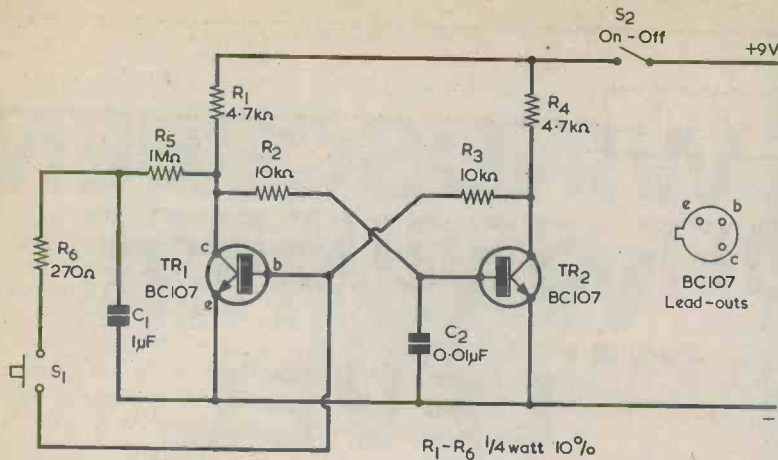 S2
On-Off
+9V
R1
4·7kΩ
R4
4·7kΩ
R5
1MΩ
R2
10kΩ
R3
10kΩ
R6
270Ω
c
TR1
BC107
b
e
TR2
BC107
e
b
c
BC107
Lead-outs
C1
1µF
C2
0·01µF
S1
−
R1-R6 1/4 watt 10%